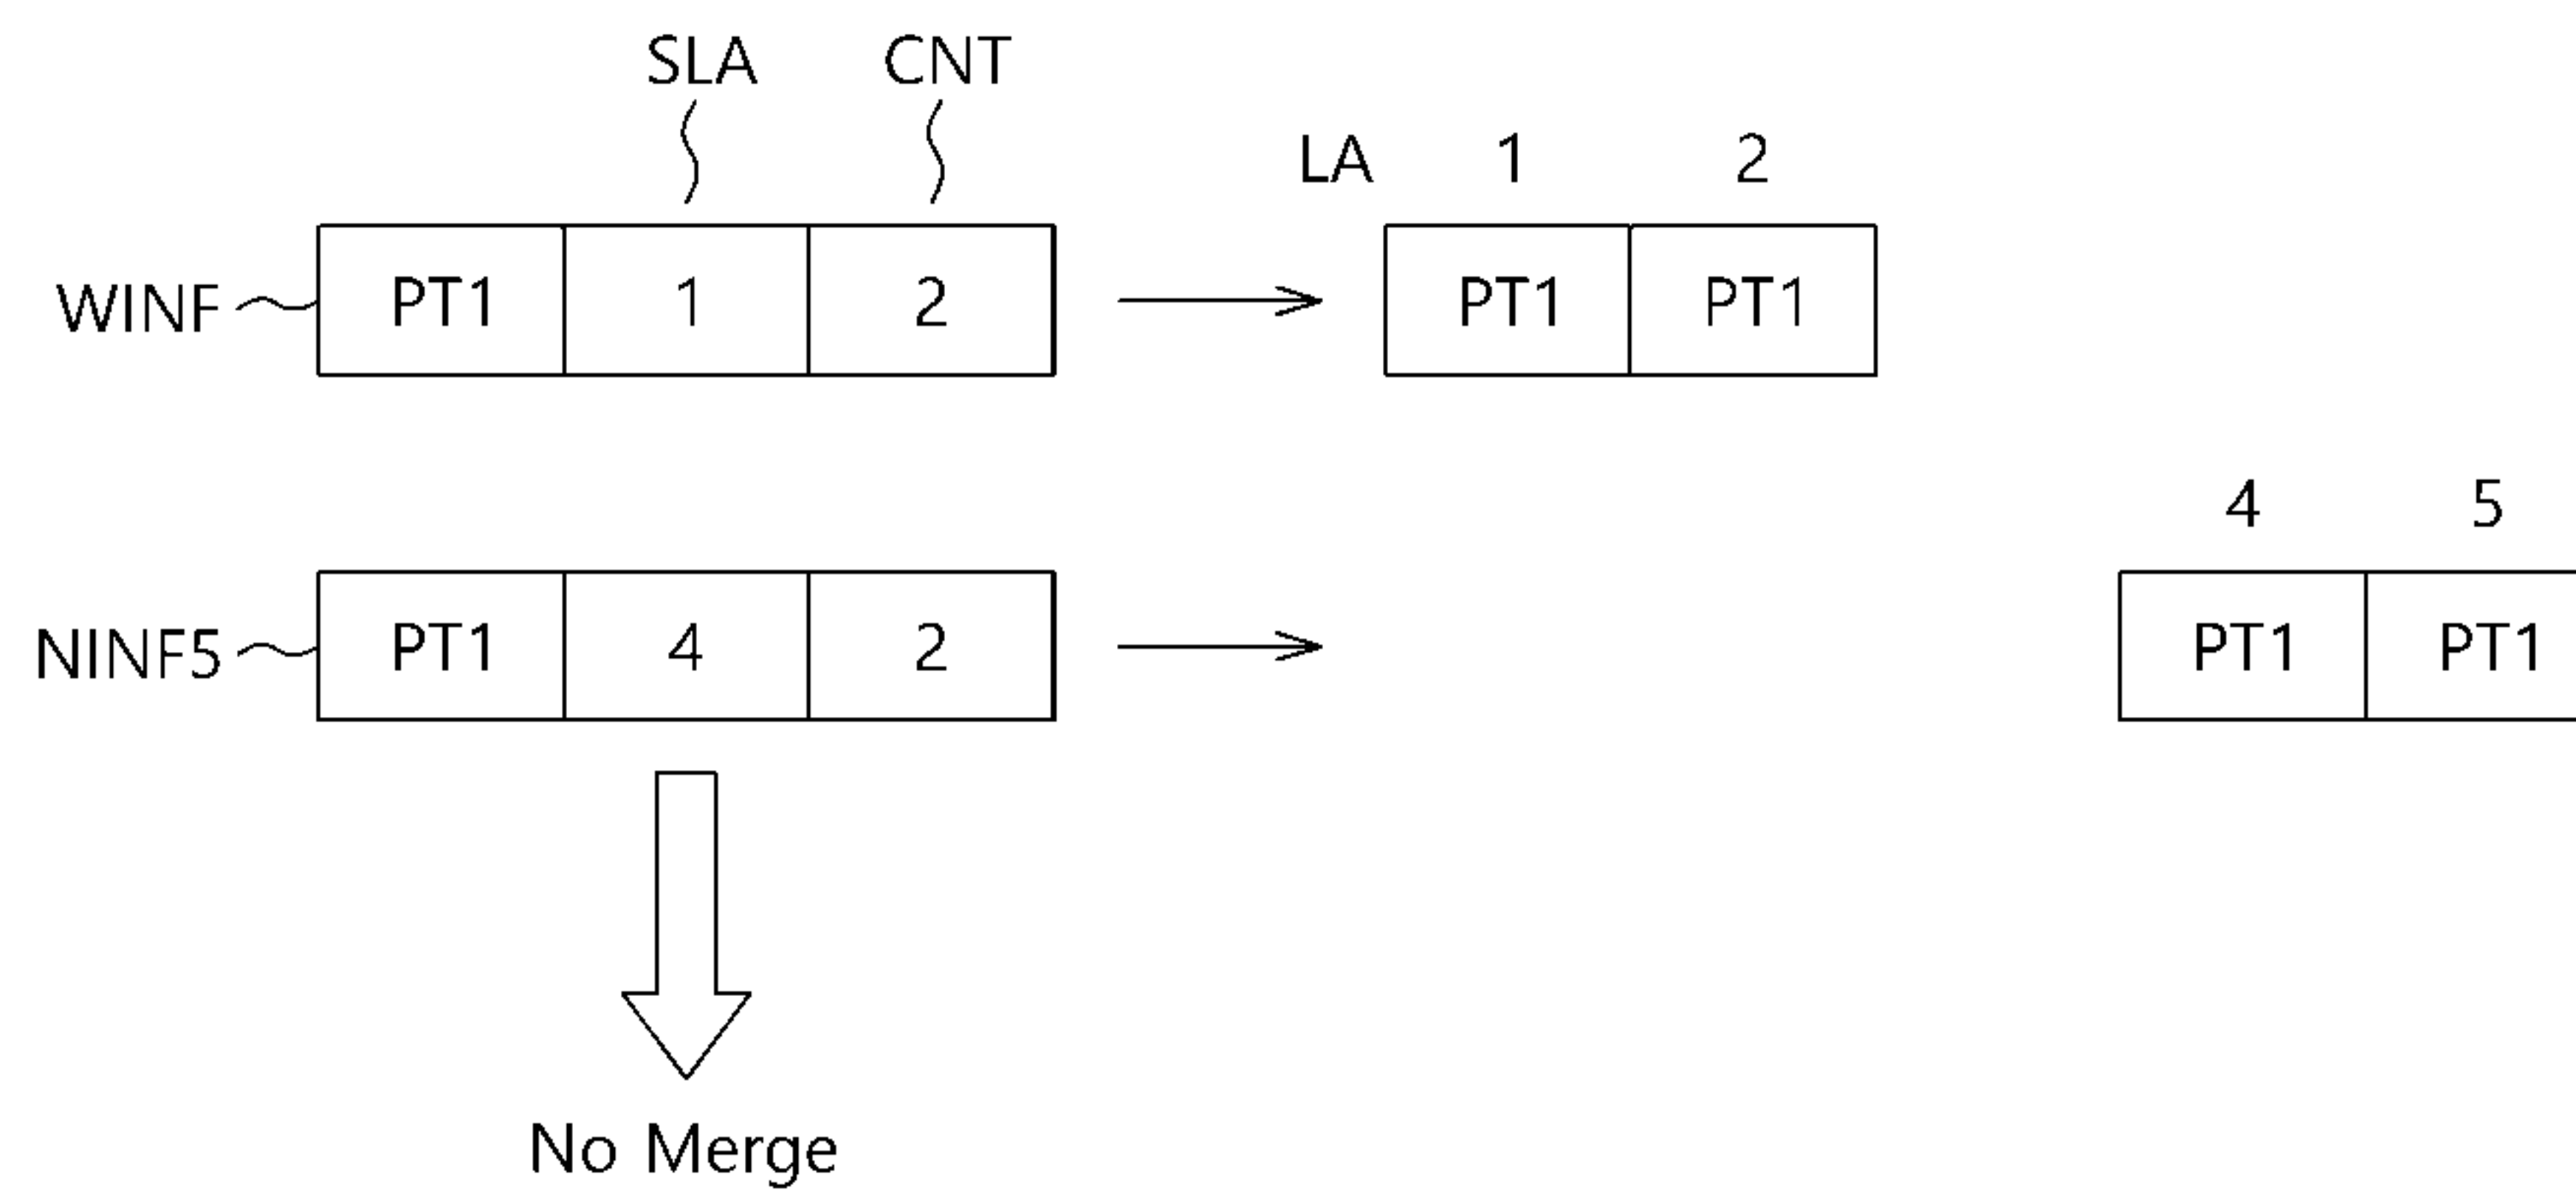 SLA CNT
LA 1 2
WINF PT1 1 2 PT1 PT1
4 5
NINF5 PT1 4 2 PT1 PT1
No Merge